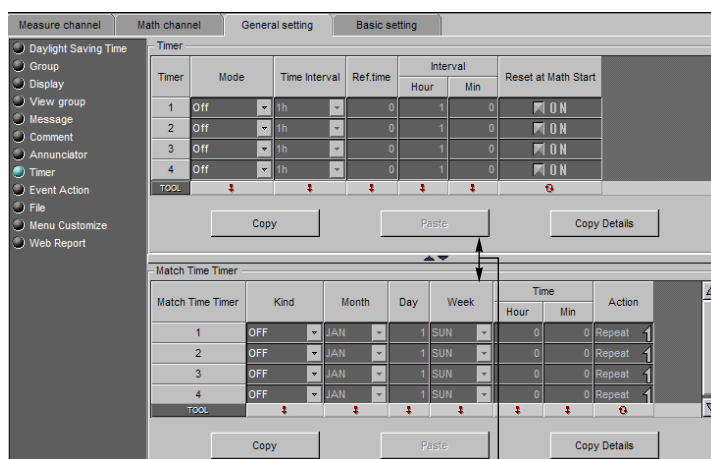 Measure channel Math channel General setting Basic setting
Daylight Saving Time
Group
Display
View group
Message
Comment
Annunciator
Timer
Event Action
File
Menu Customize
Web Report
Timer
Timer Mode Time Interval Ref.time Interval Reset at Math Start
Hour Min
1 Off 1h 0 1 0 ON
2 Off 1h 0 1 0 ON
3 Off 1h 0 1 0 ON
4 Off 1h 0 1 0 ON
TOOL
Copy Paste Copy Details
Match Time Timer
Match Time Timer Kind Month Day Week Time Action
Hour Min
1 OFF JAN 1 SUN 0 0 Repeat
2 OFF JAN 1 SUN 0 0 Repeat
3 OFF JAN 1 SUN 0 0 Repeat
4 OFF JAN 1 SUN 0 0 Repeat
TOOL
Copy Paste Copy Details